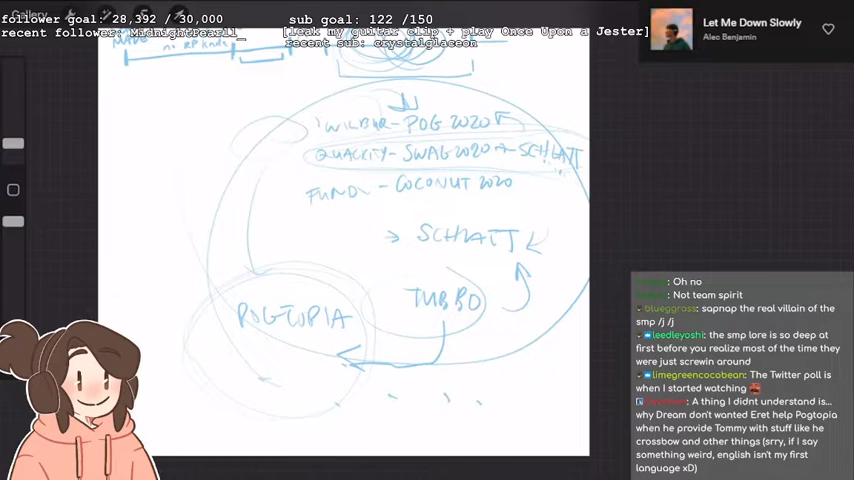 Gallery
follower goal: 28,392 / 30,000
sub goal: 122 /150
recent follower: MidnightPearll_
[leak my guitar clip + play Once Upon a Jester]
recent sub: crystalglaceon
Let Me Down Slowly
Alec Benjamin
no RP kinda
WILBUR - POG 2020
QUACKITY - SWAG 2020 + SCHLATT
FUNDY - COCONUT 2020
→ SCHLATT
TUBBO
POGTOPIA
: Oh no
: Not team spirit
blueggross: sapnap the real villain of the
smp /j /j
leedleyoshi: the smp lore is so deep at
first before you realize most of the time they
were just screwin around
limegreencocobean: The Twitter poll is
when I started watching
: A thing I didnt understand is...
why Dream don't wanted Eret help Pogtopia
when he provide Tommy with stuff like he
crossbow and other things (srry, if I say
something weird, english isn't my first
language xD)